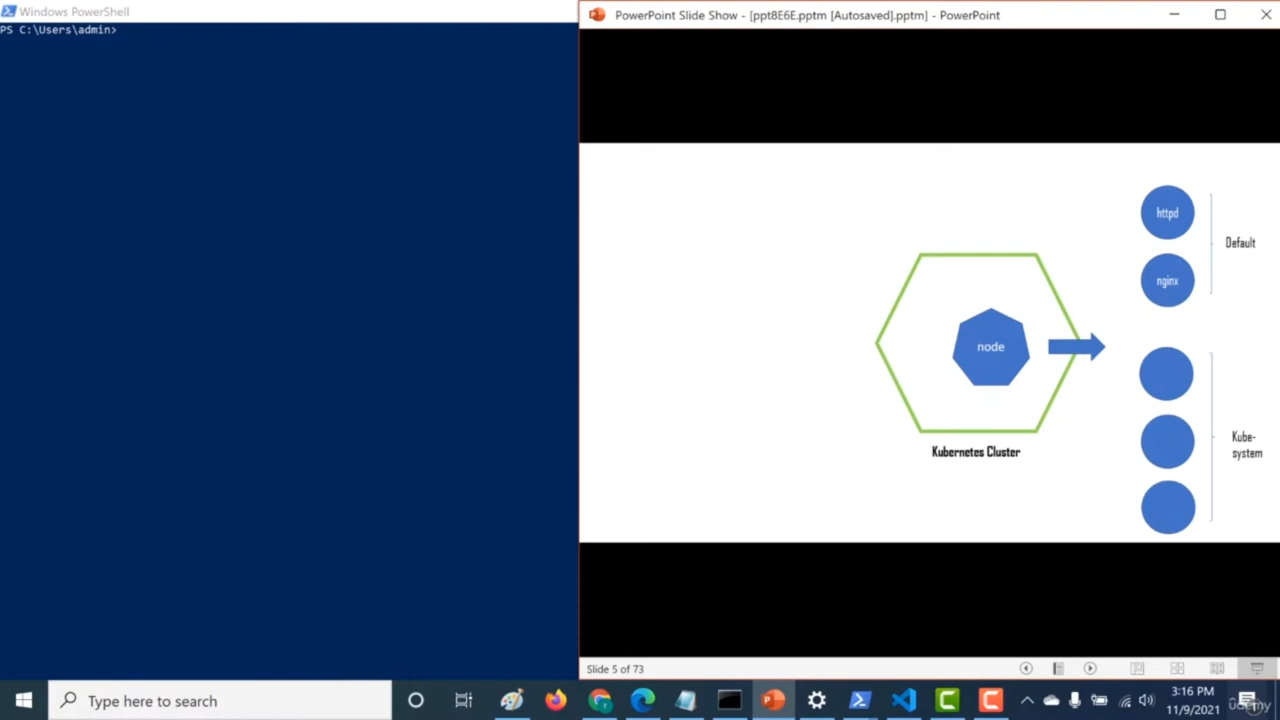 Windows PowerShell
PS C:\Users\admin>
PowerPoint Slide Show - [ppt8E6E.pptm [Autosaved].pptm] - PowerPoint
httpd
Default
nginx
node
Kubernetes Cluster
Kube-
system
Slide 5 of 73
Type here to search
3:16 PM
11/9/2021
udemy